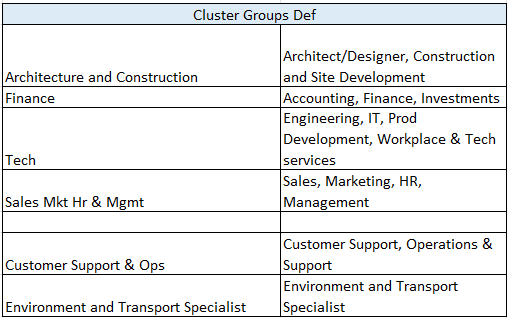 Cluster Groups Def
Architecture and Construction
Architect/Designer, Construction
and Site Development
Finance
Accounting, Finance, Investments
Tech
Engineering, IT, Prod
Development, Workplace & Tech
services
Sales Mkt Hr & Mgmt
Sales, Marketing, HR,
Management
Customer Support & Ops
Customer Support, Operations &
Support
Environment and Transport Specialist
Environment and Transport
Specialist